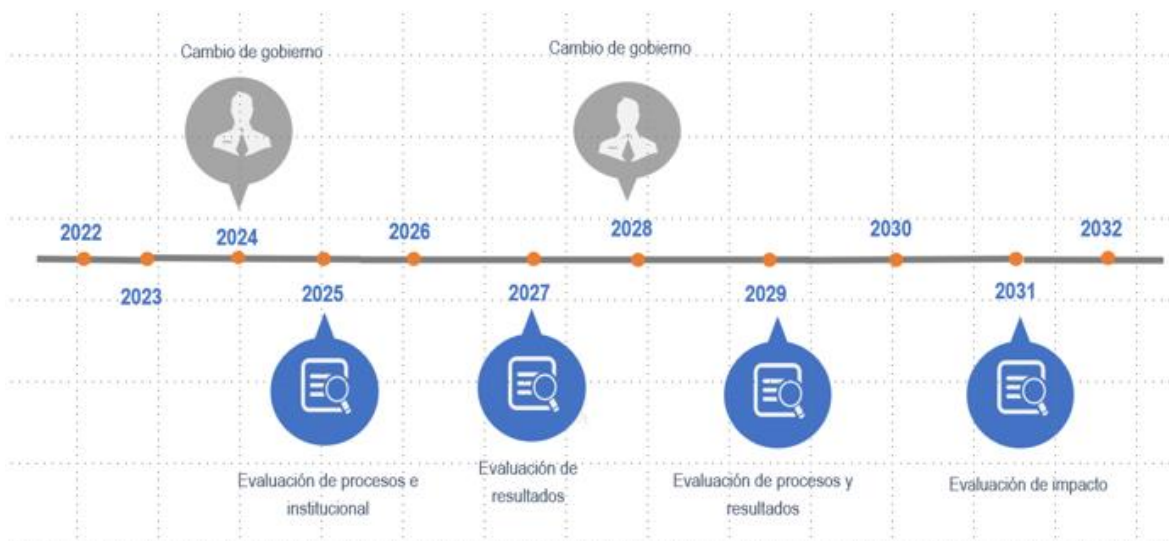 Cambio de gobierno
Cambio de gobierno
2022
2024
2026
2028
2030
2032
2023
2025
2027
2029
2031
Evaluación de procesos e
institucional
Evaluación de
resultados
Evaluación de procesos y
resultados
Evaluación de impacto